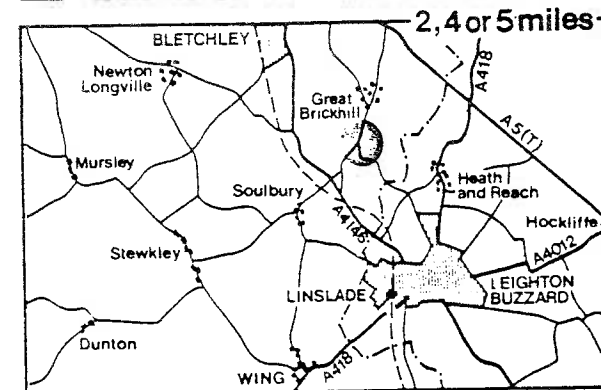 2,4 or 5 miles
BLETCHLEY
Newton
Longville
Great
Brickhill
A418
A5(T)
Mursley
Soulbury
Heath
and Reach
A4146
Hockliffe
A4012
Stewkley
LINSLADE
LEIGHTON
BUZZARD
Dunton
WING
A418